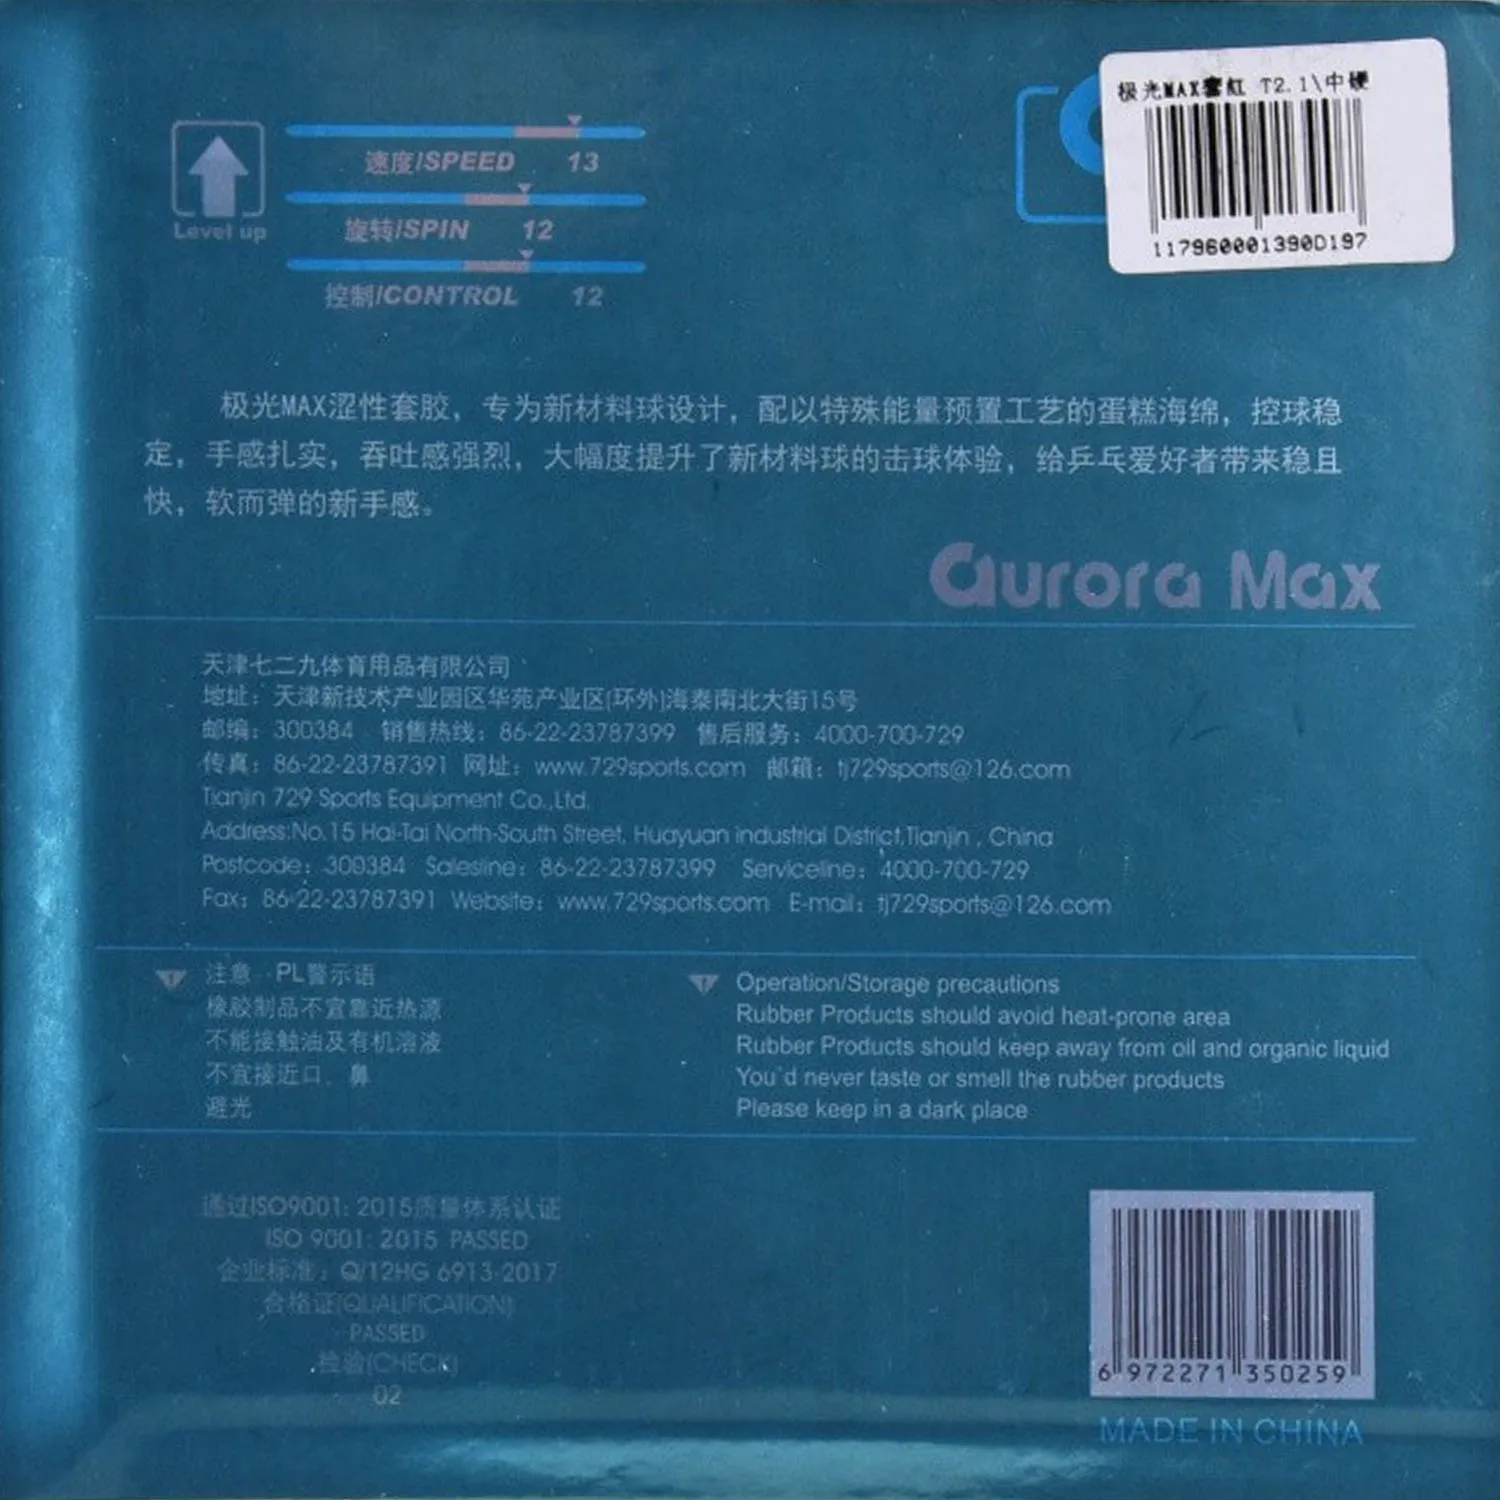 极光MAX套红 T2.1\中硬
117960001390D197
Level up
速度/SPEED 13
旋转/SPIN 12
控制/CONTROL 12
极光MAX涩性套胶，专为新材料球设计，配以特殊能量预置工艺的蛋糕海绵，控球稳
定，手感扎实，吞吐感强烈，大幅度提升了新材料球的击球体验，给乒乓爱好者带来稳且
快，软而弹的新手感。
aurora Max
天津七二九体育用品有限公司
地址：天津新技术产业园区华苑产业区(环外)海泰南北大街15号
邮编：300384 销售热线：86-22-23787399 售后服务：4000-700-729
传真：86-22-23787391 网址：www.729sports.com 邮箱：tj729sports@126.com
Tianjin 729 Sports Equipment Co.,Ltd.
Address:No.15 Hai-Tai North-South Street, Huayuan industrial District,Tianjin , China
Postcode：300384 Salesline：86-22-23787399 Serviceline：4000-700-729
Fax：86-22-23787391 Website：www.729sports.com E-mail：tj729sports@126.com
注意 PL警示语
橡胶制品不宜靠近热源
不能接触油及有机溶液
不宜接近口、鼻
避光
Operation/Storage precautions
Rubber Products should avoid heat-prone area
Rubber Products should keep away from oil and organic liquid
You'd never taste or smell the rubber products
Please keep in a dark place
通过ISO9001: 2015质量体系认证
ISO 9001: 2015 PASSED
企业标准：Q/12HG 6913-2017
合格证(QUALIFICATION)
PASSED
检验(CHECK)
02
6 972271 350259
MADE IN CHINA